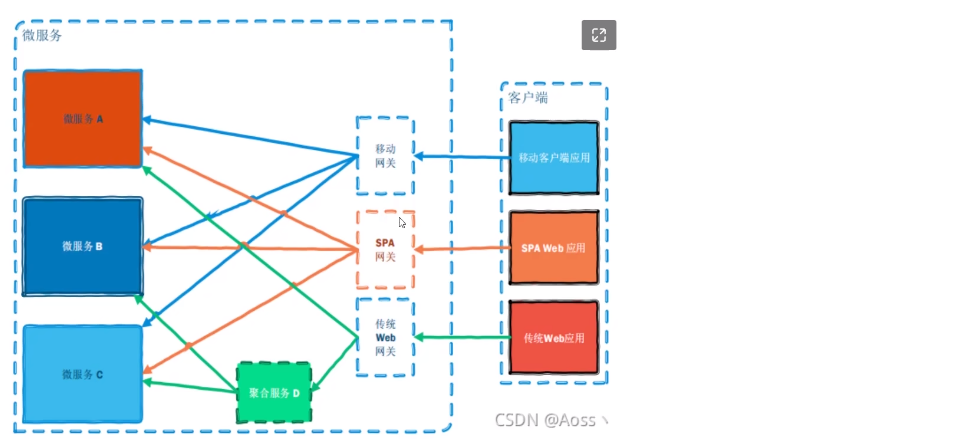 微服务
客户端
微服务 A
移动
网关
移动客户端应用
微服务 B
SPA
网关
SPA Web 应用
传统
Web
网关
传统Web应用
微服务 C
聚合服务 D
CSDN @Aoss丶